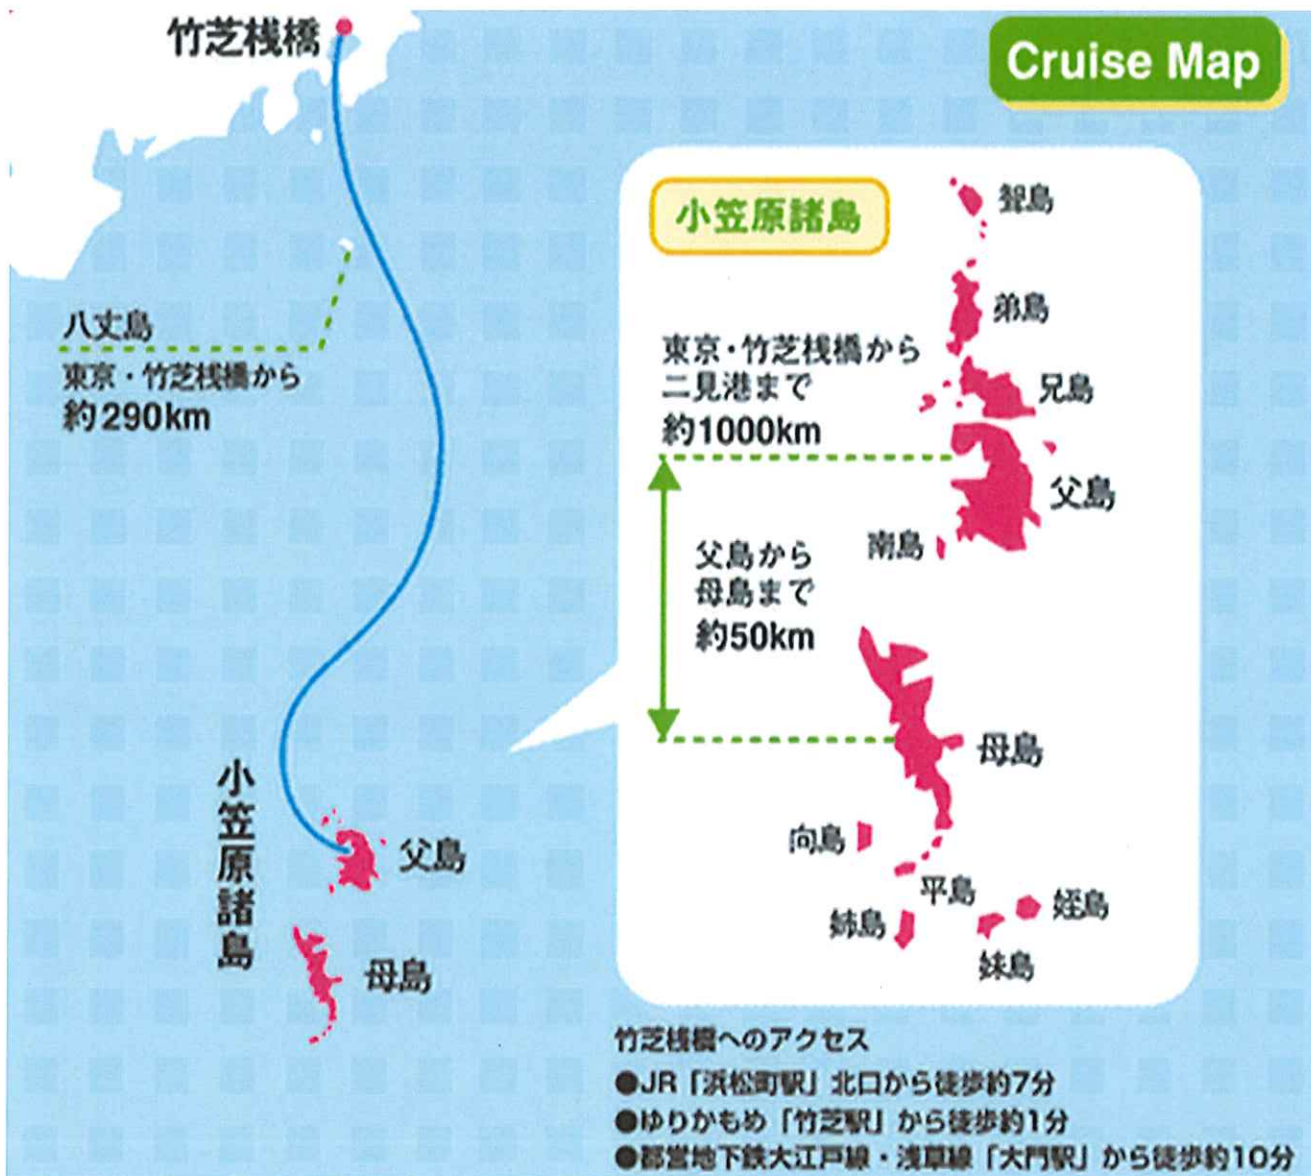 竹芝桟橋
Cruise Map
八丈島
東京・竹芝桟橋から
約290km
小笠原諸島
父島
母島
小笠原諸島
聟島
弟島
東京・竹芝桟橋から
二見港まで
約1000km
兄島
父島
南島
父島から
母島まで
約50km
母島
向島
平島
姉島
姪島
妹島
竹芝桟橋へのアクセス
●JR「浜松町駅」北口から徒歩約7分
●ゆりかもめ「竹芝駅」から徒歩約1分
●都営地下鉄大江戸線・浅草線「大門駅」から徒歩約10分